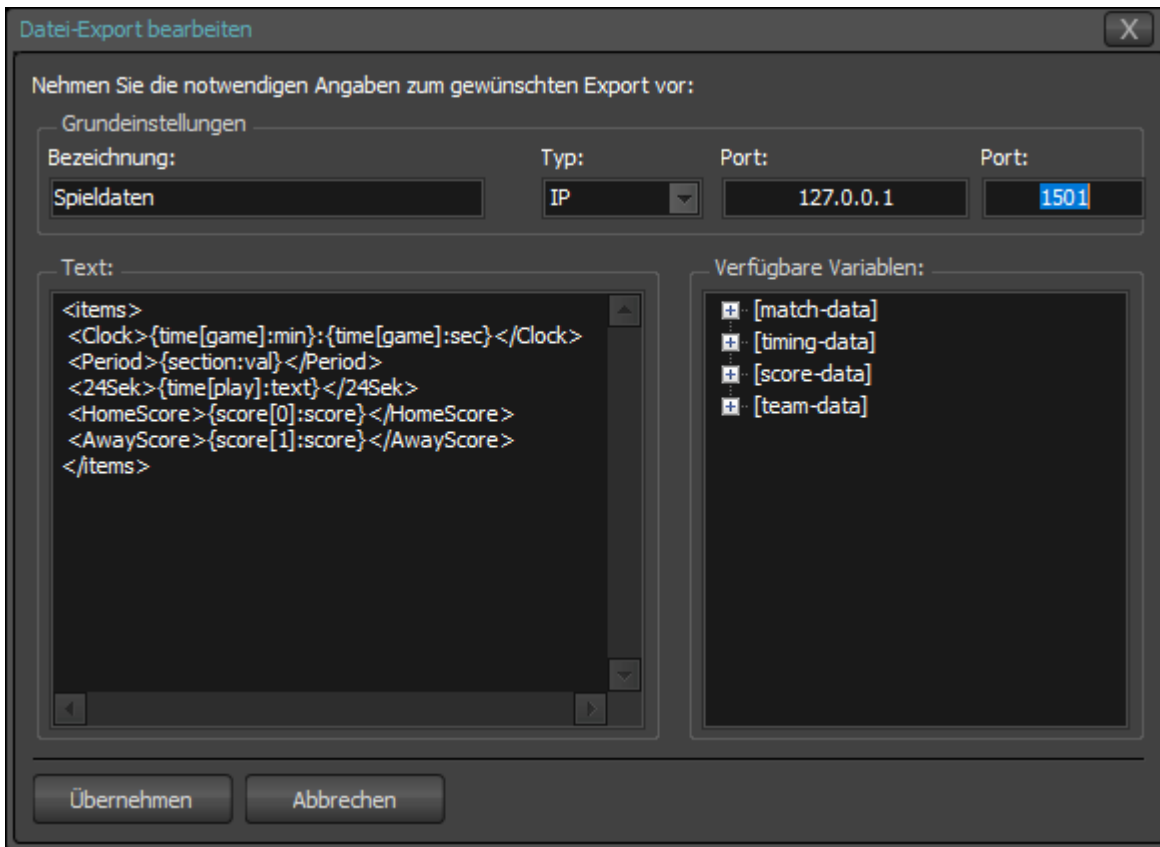 Datei-Export bearbeiten
X
Nehmen Sie die notwendigen Angaben zum gewünschten Export vor:
Grundeinstellungen
Bezeichnung:
Typ:
Port:
Port:
Spieldaten
IP
127.0.0.1
1501
Text:
<items>
<Clock>{time[game]:min}:{time[game]:sec}</Clock>
<Period>{section:val}</Period>
<24Sek>{time[play]:text}</24Sek>
<HomeScore>{score[0]:score}</HomeScore>
<AwayScore>{score[1]:score}</AwayScore>
</items>
Verfügbare Variablen:
[match-data]
[timing-data]
[score-data]
[team-data]
Übernehmen
Abbrechen